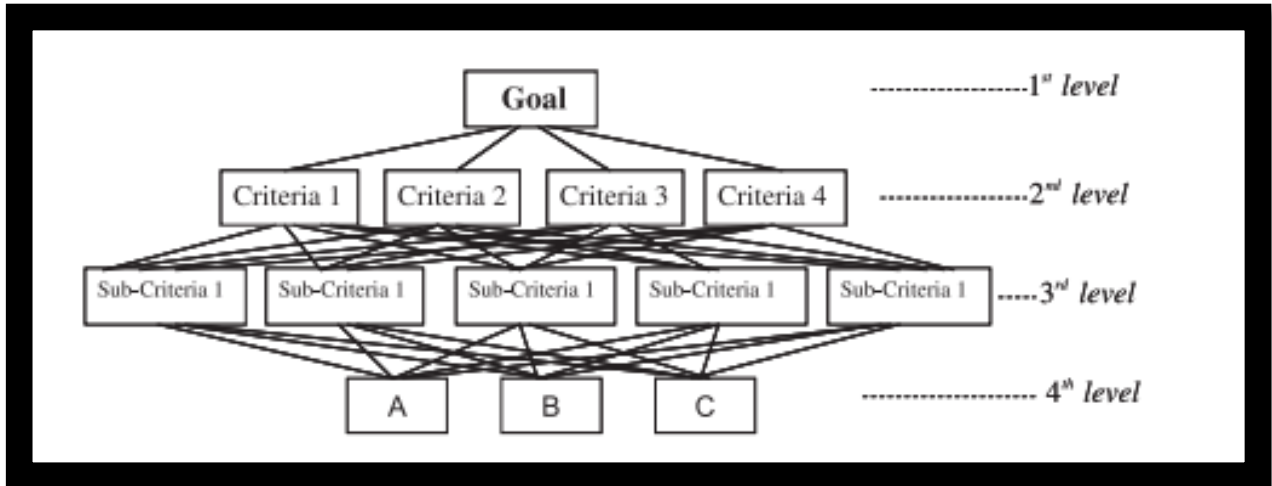 Goal
1st level
Criteria 1
Criteria 2
Criteria 3
Criteria 4
2nd level
Sub-Criteria 1
Sub-Criteria 1
Sub-Criteria 1
Sub-Criteria 1
Sub-Criteria 1
3rd level
A
B
C
4th level